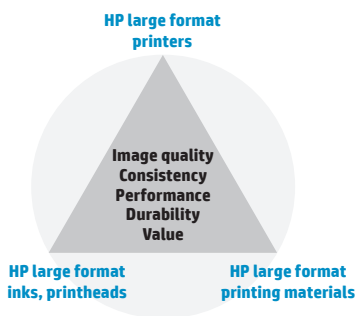 HP large format
printers
Image quality
Consistency
Performance
Durability
Value
HP large format
inks, printheads
HP large format
printing materials